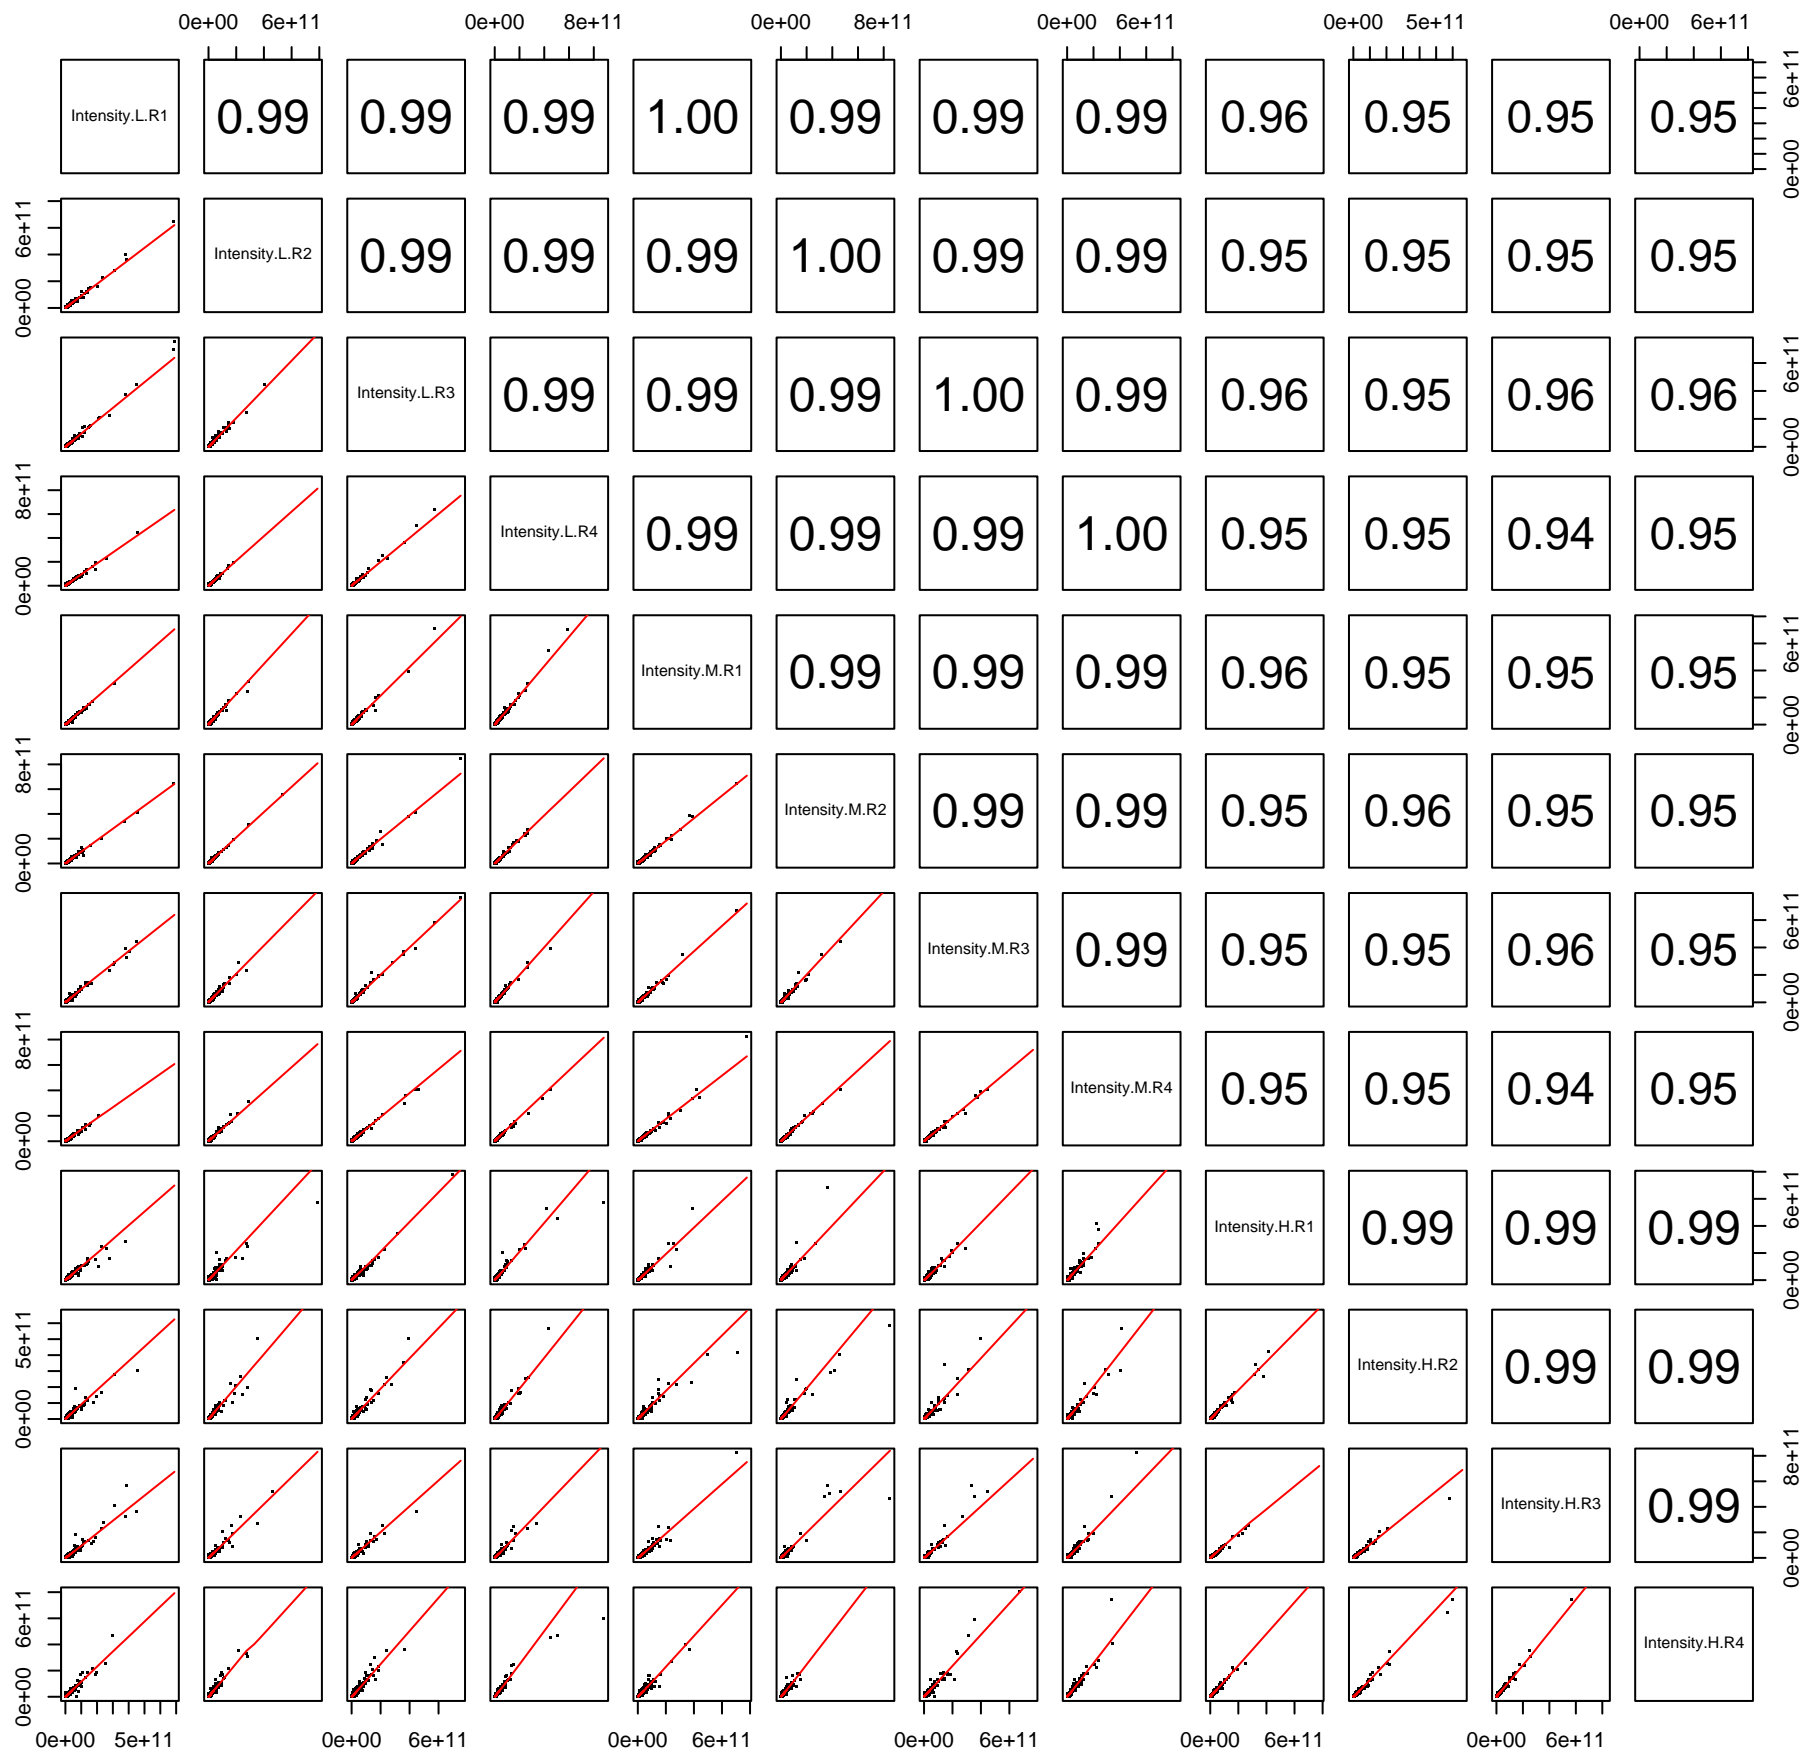 0e+00 6e+11 0e+00 8e+11 0e+00 8e+11 0e+00 6e+11 0e+00 5e+11 0e+00 6e+11
Intensity.L.R1 0.99 0.99 0.99 1.00 0.99 0.99 0.99 0.96 0.95 0.95 0.95 0e+00 6e+11
0e+00 6e+11 Intensity.L.R2 0.99 0.99 0.99 1.00 0.99 0.99 0.95 0.95 0.95 0.95
Intensity.L.R3 0.99 0.99 0.99 1.00 0.99 0.96 0.95 0.96 0.96 0e+00 6e+11
0e+00 8e+11 Intensity.L.R4 0.99 0.99 0.99 1.00 0.95 0.95 0.94 0.95
Intensity.M.R1 0.99 0.99 0.99 0.96 0.95 0.95 0.95 0e+00 6e+11
0e+00 8e+11 Intensity.M.R2 0.99 0.99 0.95 0.96 0.95 0.95
Intensity.M.R3 0.99 0.95 0.95 0.96 0.95 0e+00 6e+11
0e+00 8e+11 Intensity.M.R4 0.95 0.95 0.94 0.95
Intensity.H.R1 0.99 0.99 0.99 0e+00 6e+11
0e+00 5e+11 Intensity.H.R2 0.99 0.99
Intensity.H.R3 0.99 0e+00 8e+11
0e+00 6e+11 Intensity.H.R4
0e+00 5e+11 0e+00 6e+11 0e+00 6e+11 0e+00 6e+11 0e+00 6e+11 0e+00 6e+11